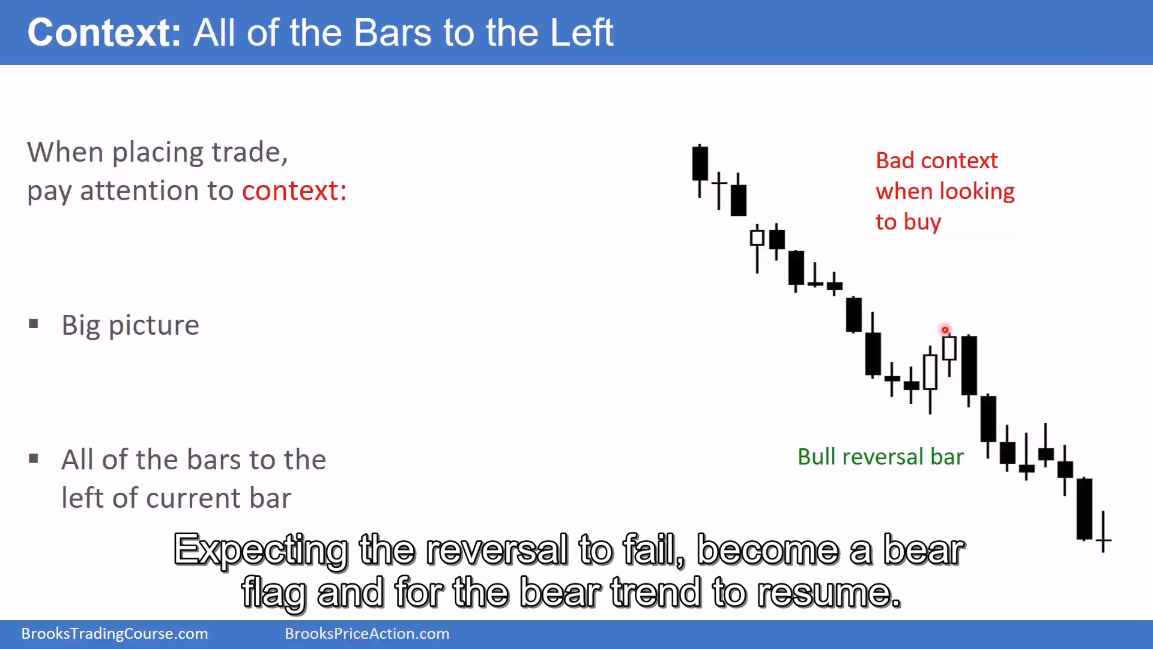 Context: All of the Bars to the Left
When placing trade,
pay attention to context:
▪ Big picture
▪ All of the bars to the
left of current bar
Bad context
when looking
to buy
Bull reversal bar
Expecting the reversal to fail, become a bear
flag and for the bear trend to resume.
BrooksTradingCourse.com
BrooksPriceAction.com